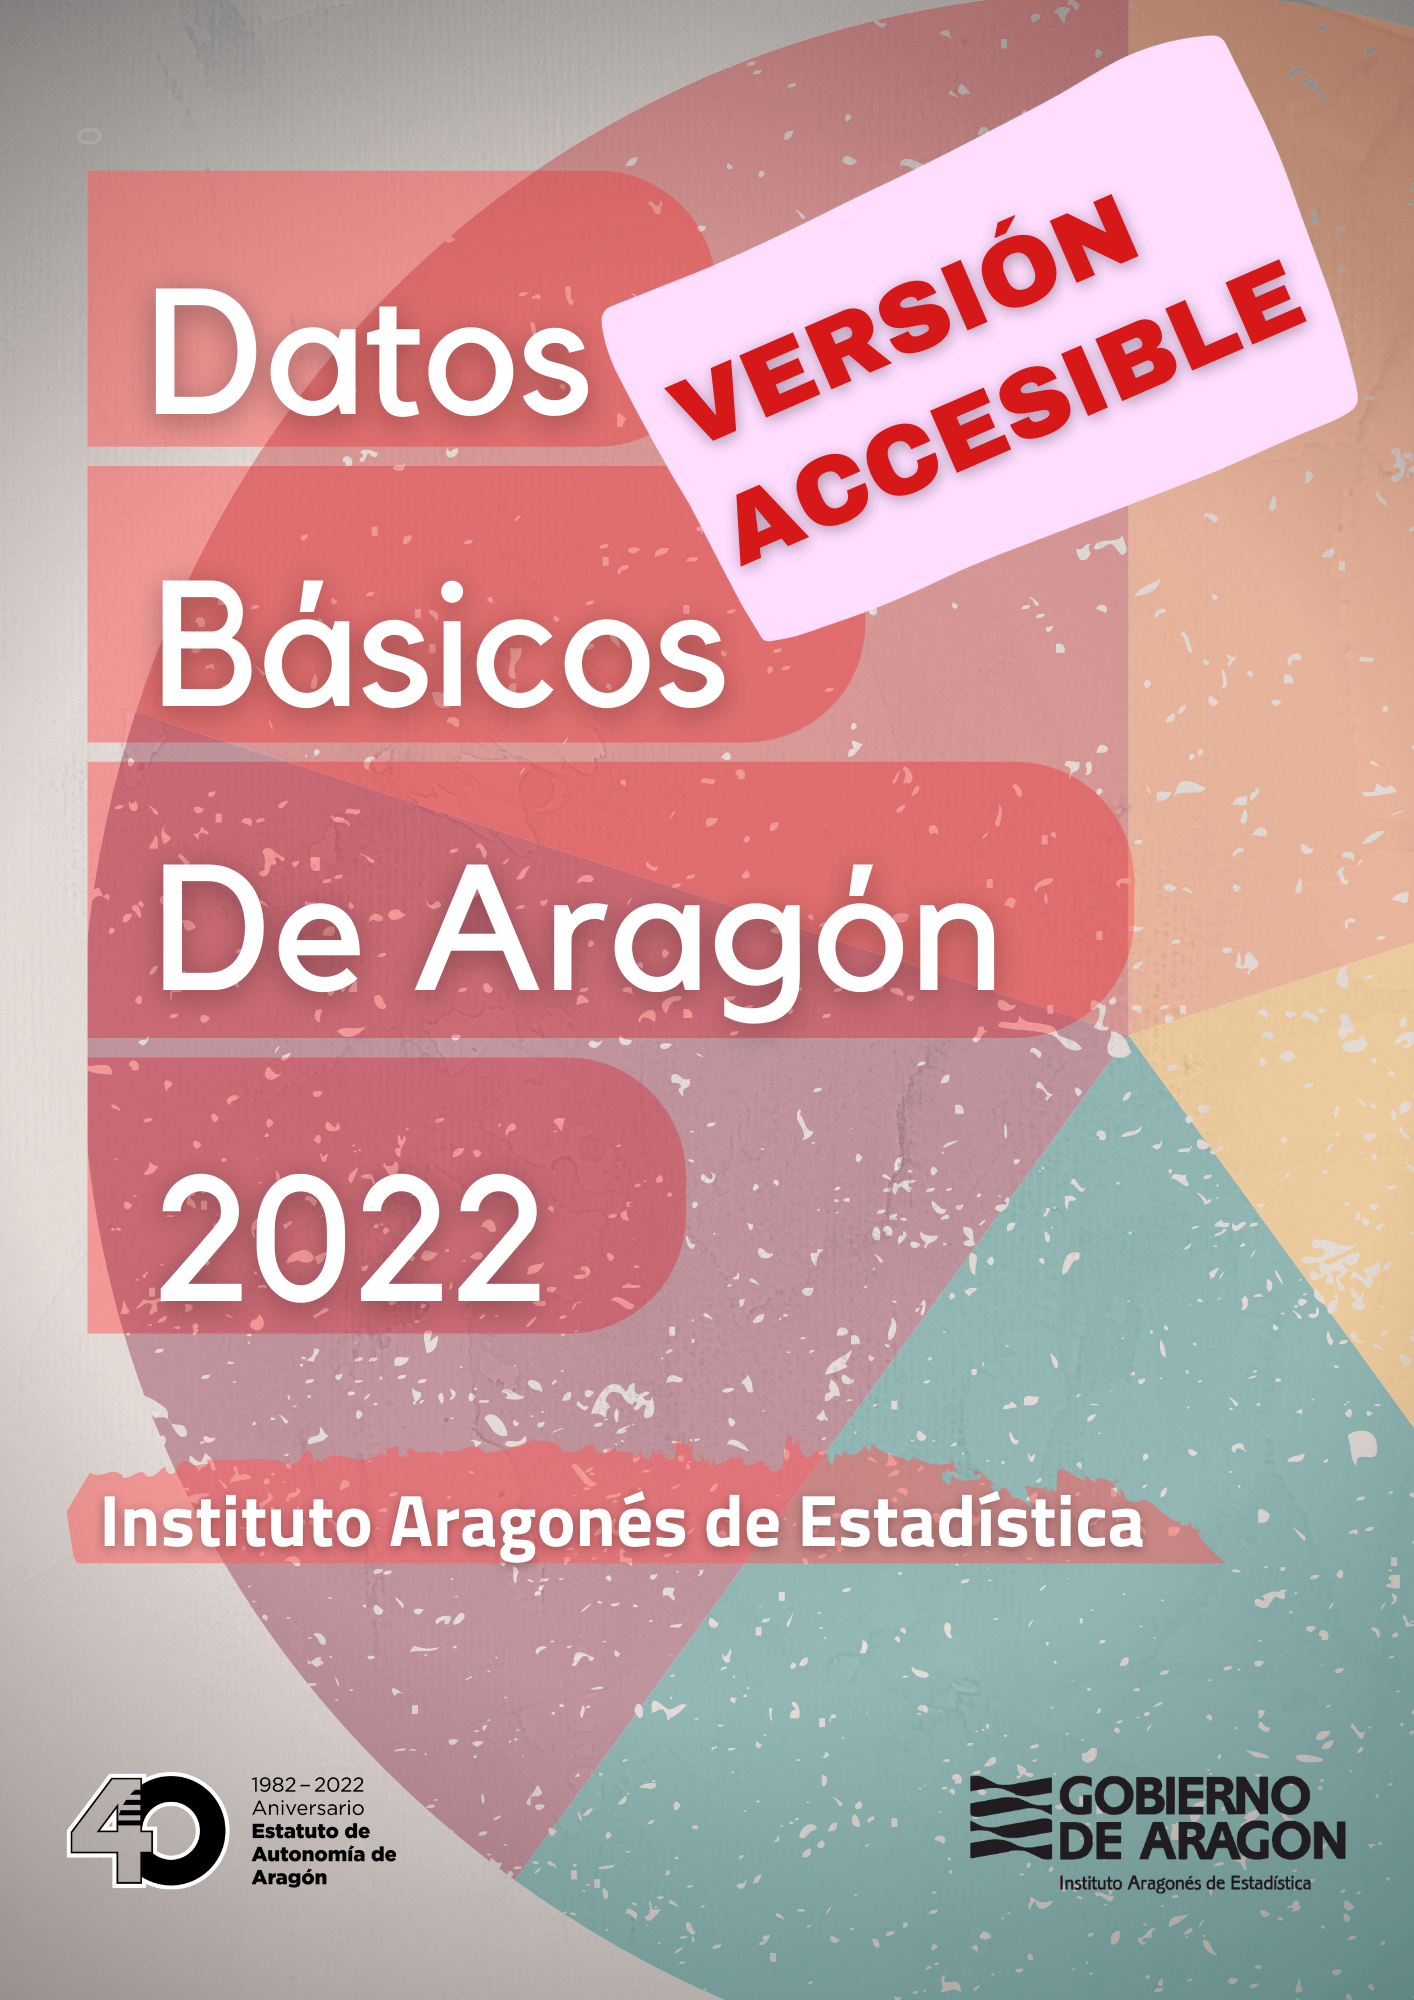 Datos
VERSIÓN
ACCESIBLE
Básicos
De Aragón
2022
Instituto Aragonés de Estadística
40
1982–2022
Aniversario
Estatuto de
Autonomía de
Aragón
GOBIERNO
DE ARAGON
Instituto Aragonés de Estadística